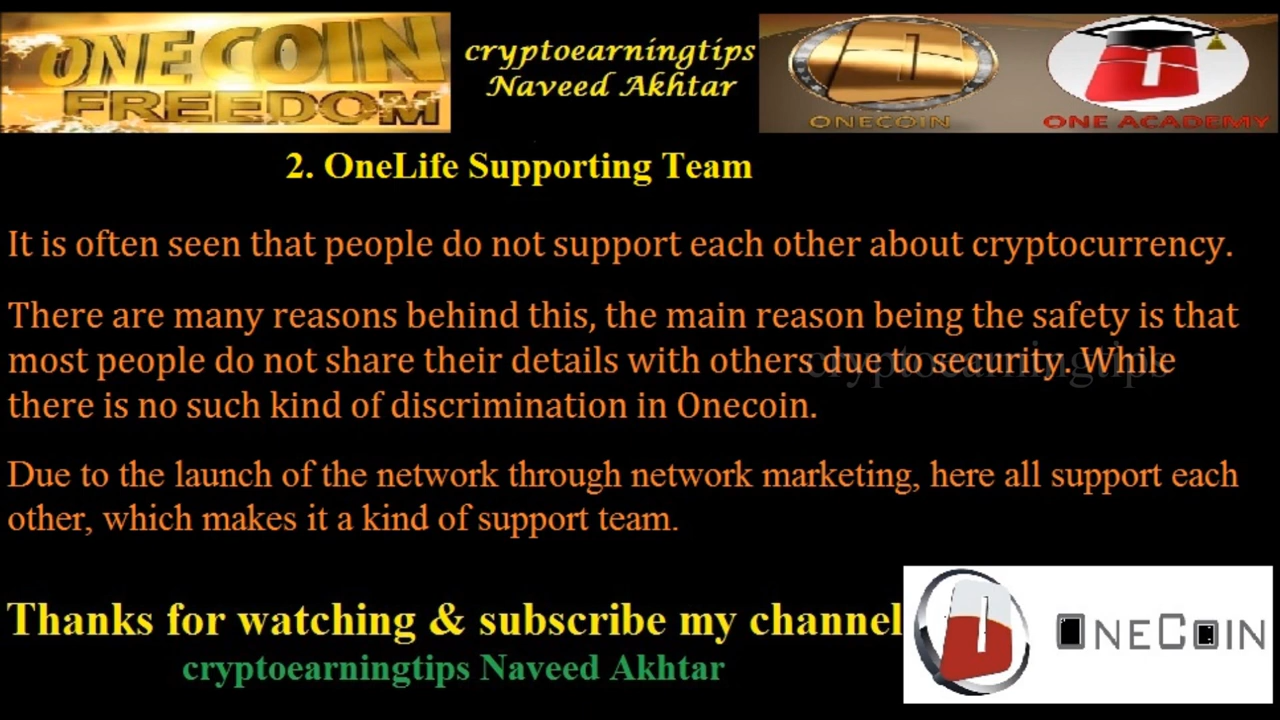 ONE COIN
FREEDOM
cryptoearningtips
Naveed Akhtar
ONECOIN
ONE ACADEMY
2. OneLife Supporting Team
It is often seen that people do not support each other about cryptocurrency.
There are many reasons behind this, the main reason being the safety is that
most people do not share their details with others due to security. While
there is no such kind of discrimination in Onecoin.
cryptoearningtips
Due to the launch of the network through network marketing, here all support each
other, which makes it a kind of support team.
Thanks for watching & subscribe my channel
cryptoearningtips Naveed Akhtar
ONECOIN